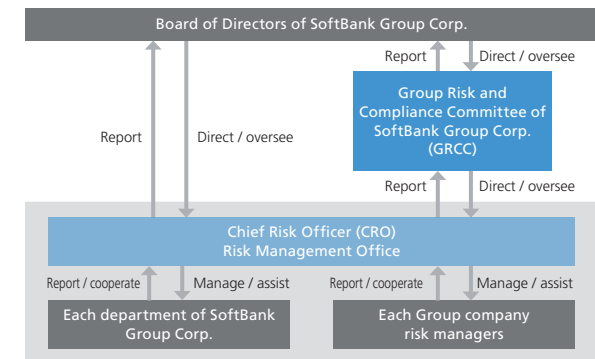 Board of Directors of SoftBank Group Corp.
Report
Direct / oversee
Group Risk and
Compliance Committee of
SoftBank Group Corp.
(GRCC)
Report
Direct / oversee
Report
Direct / oversee
Chief Risk Officer (CRO)
Risk Management Office
Report / cooperate
Manage / assist
Report / cooperate
Manage / assist
Each department of SoftBank
Group Corp.
Each Group company
risk managers